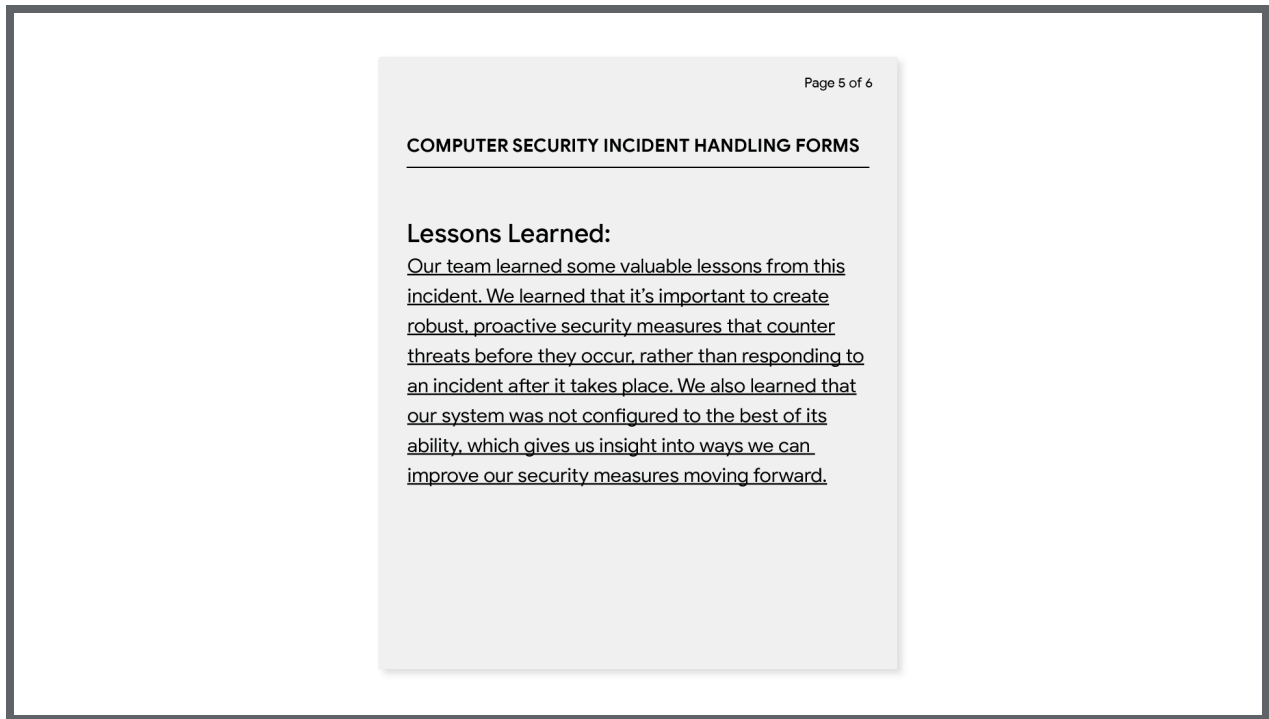 Page 5 of 6
COMPUTER SECURITY INCIDENT HANDLING FORMS
Lessons Learned:
Our team learned some valuable lessons from this
incident. We learned that it’s important to create
robust, proactive security measures that counter
threats before they occur, rather than responding to
an incident after it takes place. We also learned that
our system was not configured to the best of its
ability, which gives us insight into ways we can
improve our security measures moving forward.